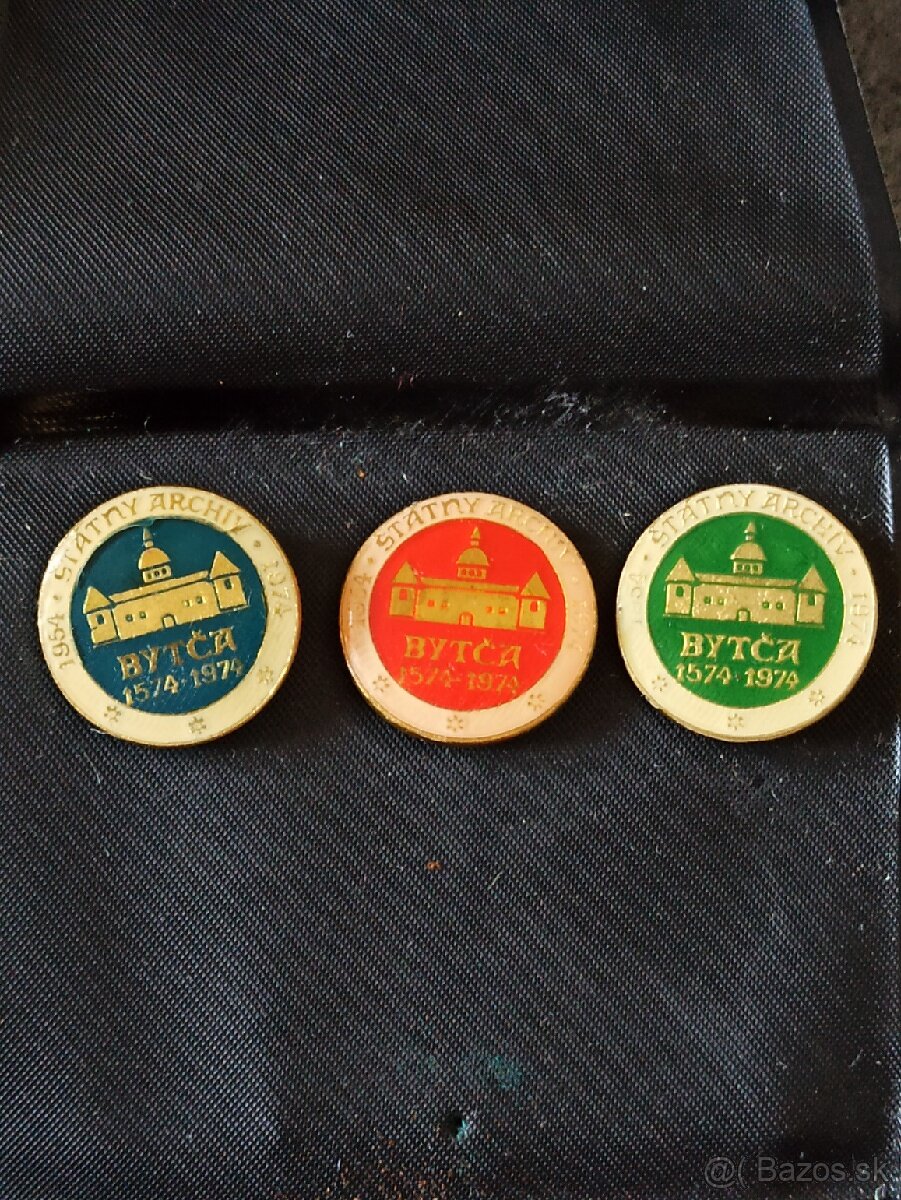 1954 · ŠTÁTNY ARCHÍV · 1974
BYTČA
1574-1974
ŠTÁTNY ARCHÍV
BYTČA
1574-1974
ŠTÁTNY ARCHÍV · 1974
BYTČA
1574-1974
@( Bazos.sk